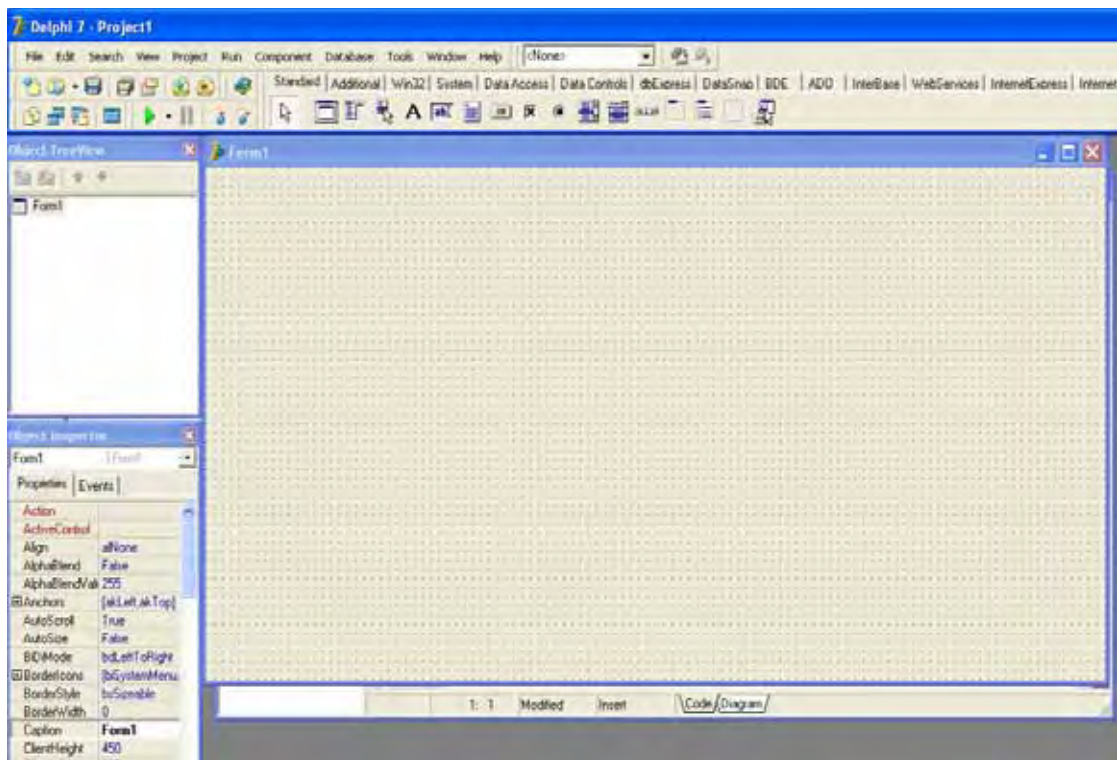 Delphi 7 - Project1
File Edit Search View Project Run Component Database Tools Window Help <None>
Standard Additional Win32 System Data Access Data Controls dbExpress DataSnap BDE ADO InterBase WebServices InternetExpress Interne
Object TreeView
Form1
Form1
Object Inspector
Form1 TForm1
Properties Events
Action
ActiveControl
Align alNone
AlphaBlend False
AlphaBlendVal 255
Anchors [akLeft,akTop]
AutoScroll True
AutoSize False
BiDiMode bdLeftToRight
BorderIcons [biSystemMenu,
BorderStyle bsSizeable
BorderWidth 0
Caption Form1
ClientHeight 450
1: 1 Modified Insert Code Diagram